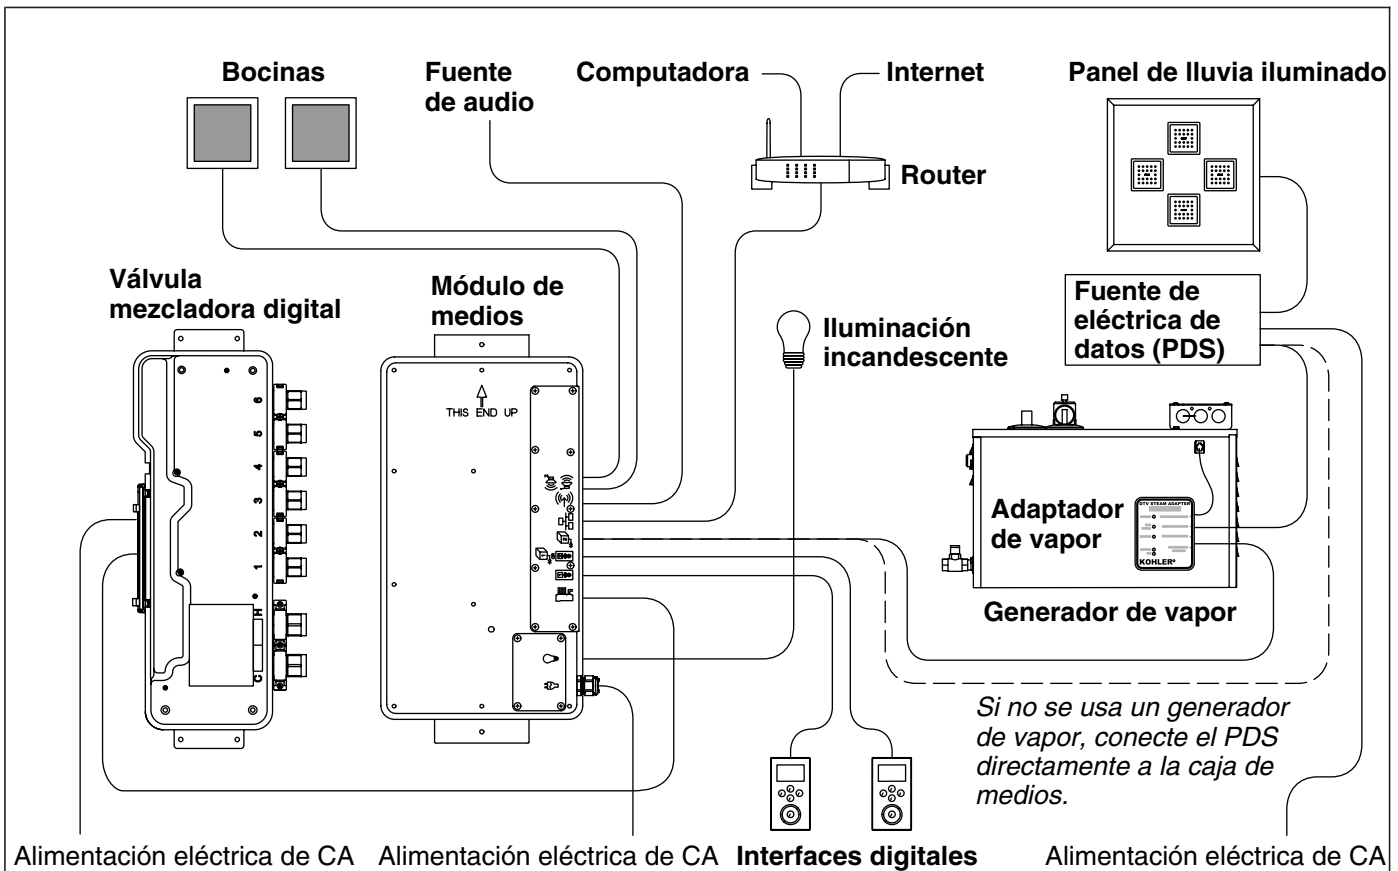 Bocinas
Fuente
de audio
Computadora
Internet
Router
Panel de lluvia iluminado
Válvula
mezcladora digital
Módulo de
medios
Iluminación
incandescente
Fuente de
eléctrica de
datos (PDS)
THIS END UP
6
5
4
3
2
1
H
C
Adaptador
de vapor
DTV STEAM ADAPTER
KOHLER®
Generador de vapor
Si no se usa un generador
de vapor, conecte el PDS
directamente a la caja de
medios.
Alimentación eléctrica de CA
Alimentación eléctrica de CA
Interfaces digitales
Alimentación eléctrica de CA